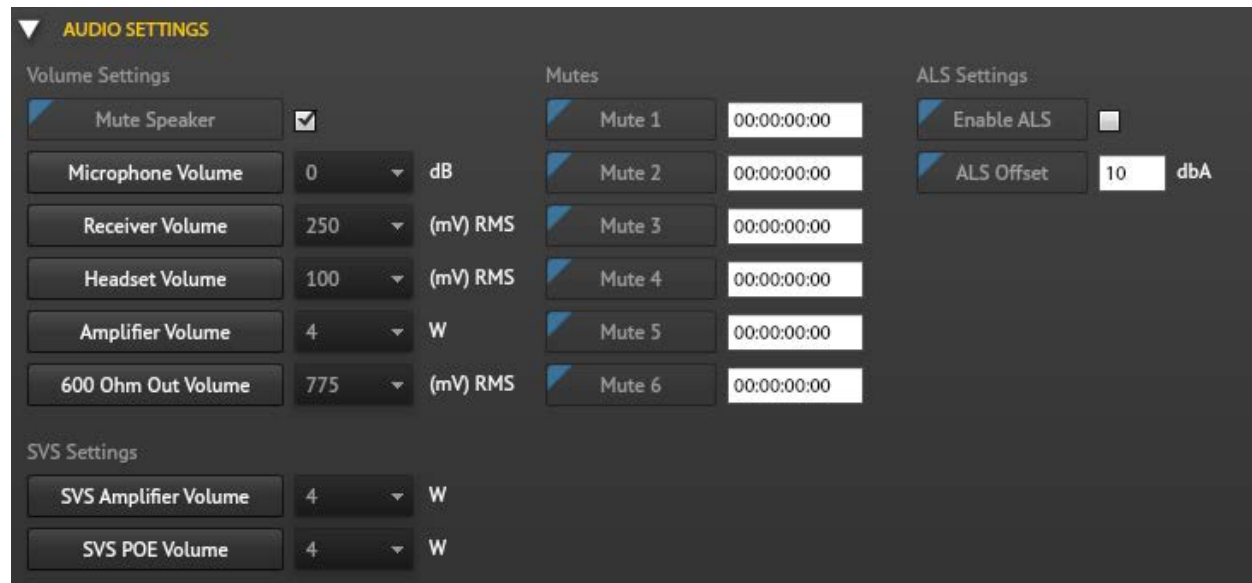 AUDIO SETTINGS
Volume Settings
Mute Speaker
Microphone Volume 0 dB
Receiver Volume 250 (mV) RMS
Headset Volume 100 (mV) RMS
Amplifier Volume 4 W
600 Ohm Out Volume 775 (mV) RMS
Mutes
Mute 1 00:00:00:00
Mute 2 00:00:00:00
Mute 3 00:00:00:00
Mute 4 00:00:00:00
Mute 5 00:00:00:00
Mute 6 00:00:00:00
ALS Settings
Enable ALS
ALS Offset 10 dbA
SVS Settings
SVS Amplifier Volume 4 W
SVS POE Volume 4 W